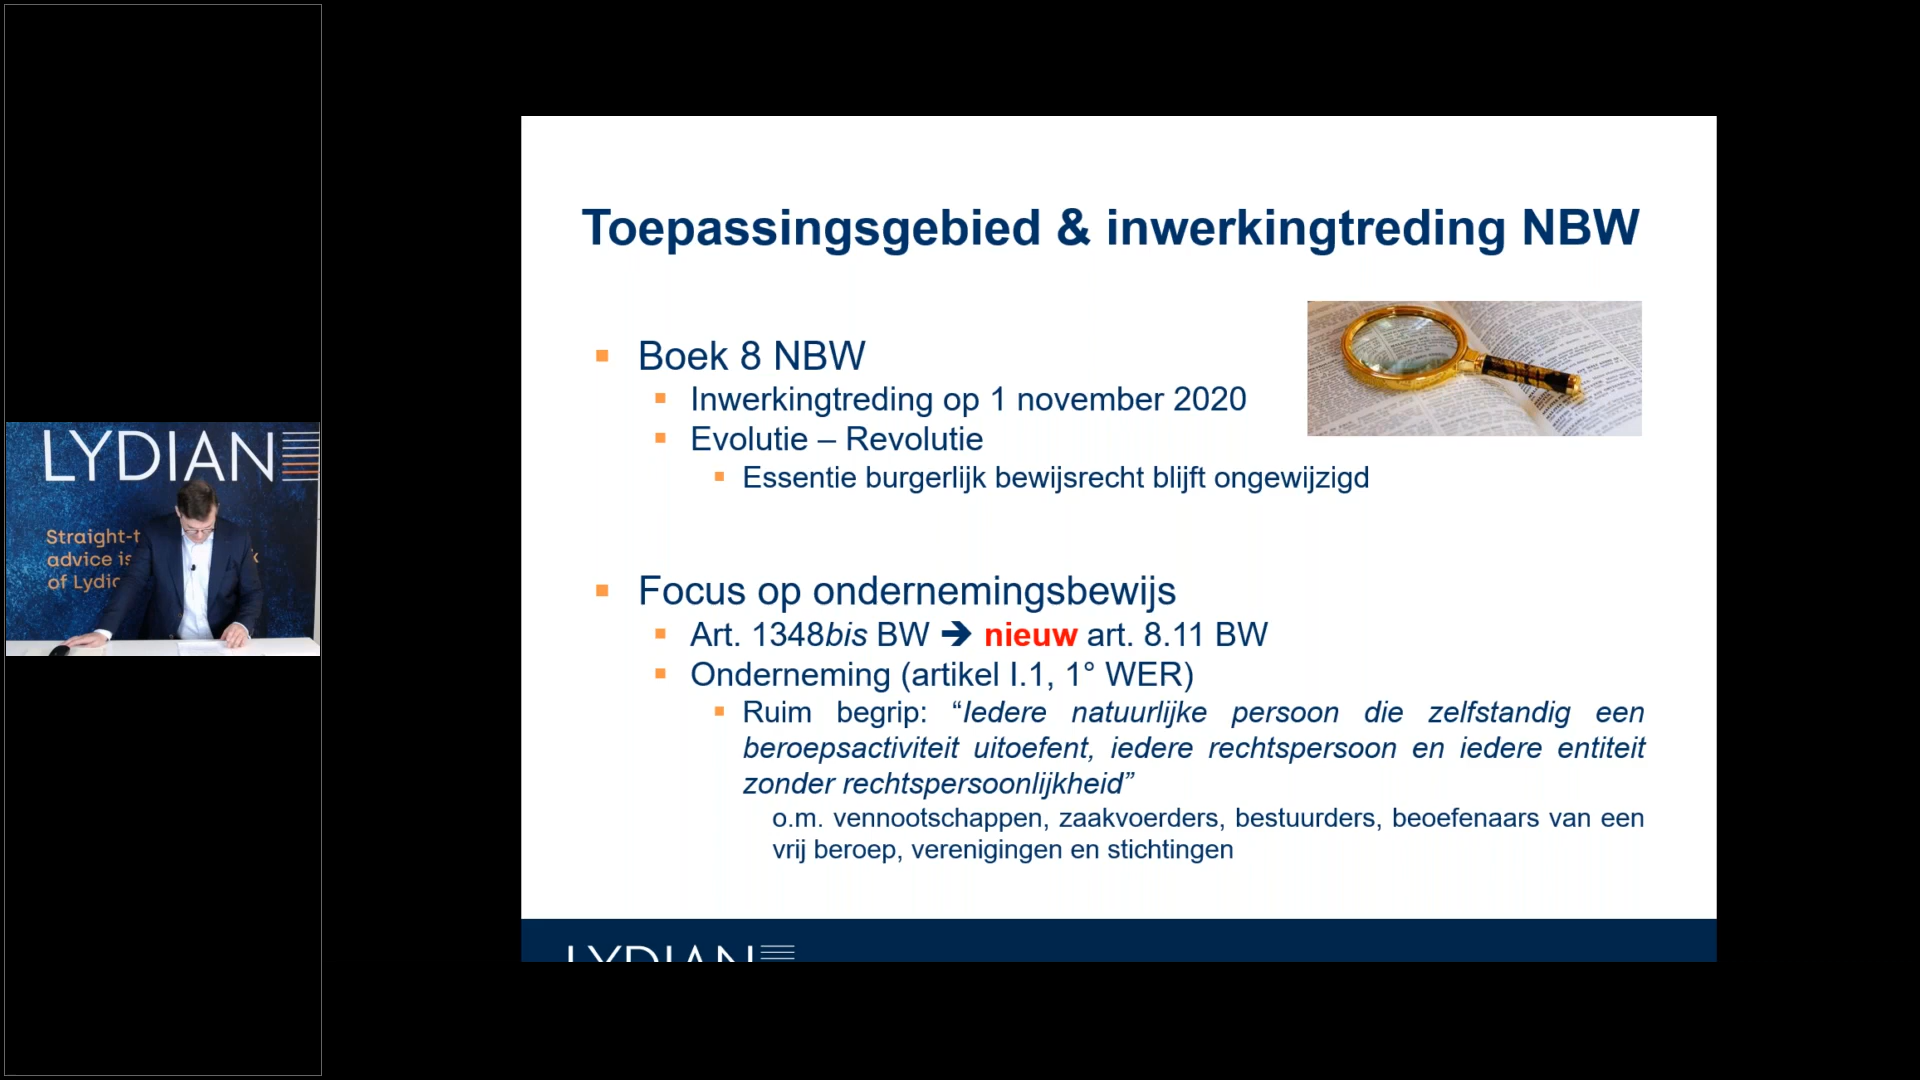 LYDIAN
Straight-t
advice is
of Lydic
Toepassingsgebied & inwerkingtreding NBW
Boek 8 NBW
Inwerkingtreding op 1 november 2020
Evolutie – Revolutie
Essentie burgerlijk bewijsrecht blijft ongewijzigd
Focus op ondernemingsbewijs
Art. 1348bis BW ➔ nieuw art. 8.11 BW
Onderneming (artikel I.1, 1° WER)
Ruim begrip: “Iedere natuurlijke persoon die zelfstandig een
beroepsactiviteit uitoefent, iedere rechtspersoon en iedere entiteit
zonder rechtspersoonlijkheid”
o.m. vennootschappen, zaakvoerders, bestuurders, beoefenaars van een
vrij beroep, verenigingen en stichtingen
LYDIAN